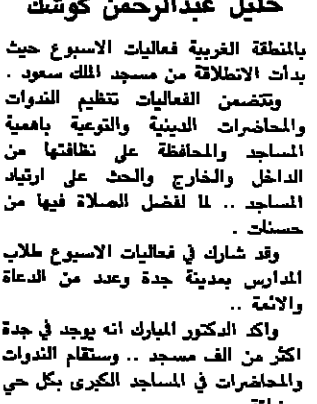 خليل عبدالرحمن كوشك
بالمنطقة الغربية فعاليات الاسبوع حيث
بدأت الانطلاقة من مسجد الملك سعود .
وتتضمن الفعاليات تنظيم الندوات
والمحاضرات الدينية والتوعية باهمية
المساجد والمحافظة على نظافتها من
الداخل والخارج والحث على ارتياد
المساجد .. لما لفضل الصلاة فيها من
حسنات .
وقد شارك في فعاليات الاسبوع طلاب
المدارس بمدينة جدة وعدد من الدعاة
والائمة ..
واكد الدكتور المبارك انه يوجد في جدة
اكثر من الف مسجد .. وستقام الندوات
والمحاضرات في المساجد الكبرى بكل حي